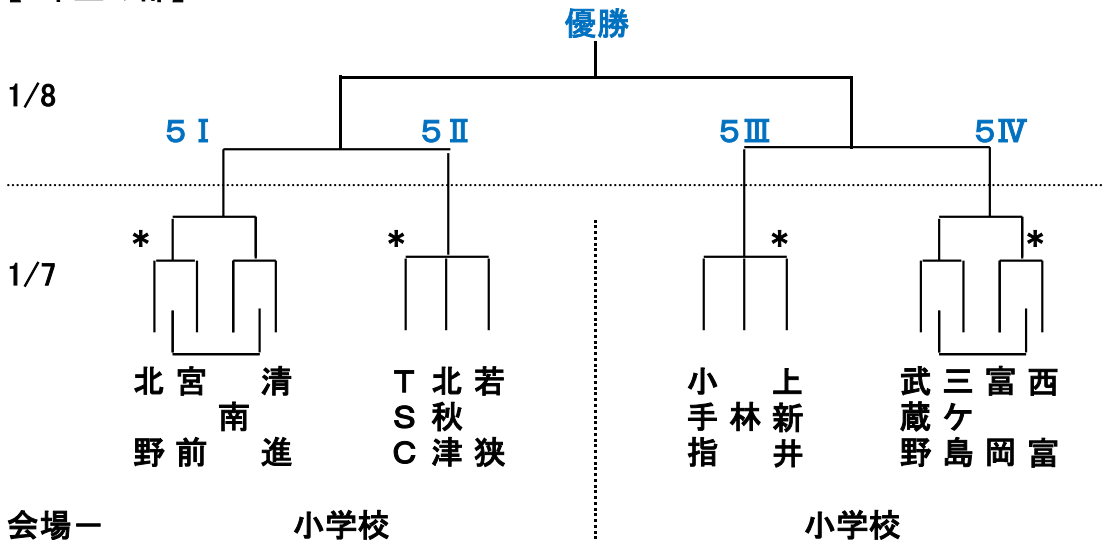 優勝
1/8
5Ⅰ
5Ⅱ
5Ⅲ
5Ⅳ
*
*
*
*
1/7
北野
宮前
南
清進
TSC
北秋津
若狭
小手指
林
上新井
武蔵野
三ケ島
富岡
西富
会場ー
小学校
小学校